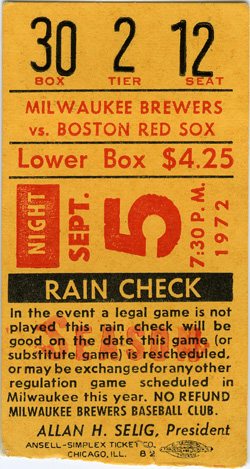 30 2 12
BOX TIER SEAT
MILWAUKEE BREWERS
vs. BOSTON RED SOX
Lower Box $4.25
NIGHT
SEPT.
5
7:30 P.M.
1972
RAIN CHECK
In the event a legal game is not
played this rain check will be
good on the date this game (or
substitute game) is rescheduled,
or may be exchanged for any other
regulation game scheduled in
Milwaukee this year. NO REFUND
MILWAUKEE BREWERS BASEBALL CLUB.
ALLAN H. SELIG, President
ANSELL-SIMPLEX TICKET CO.
CHICAGO, ILL. 82